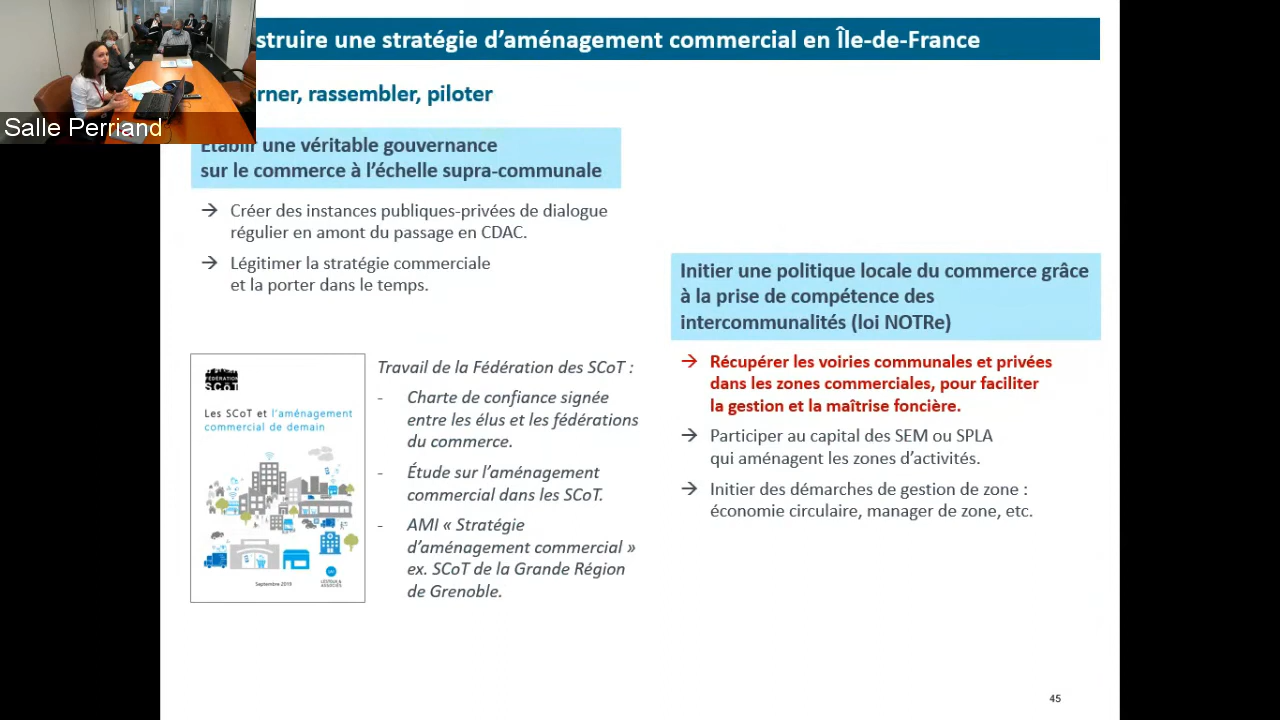 Salle Perriand
struire une stratégie d’aménagement commercial en Île-de-France
rner, rassembler, piloter
Etablir une véritable gouvernance
sur le commerce à l’échelle supra-communale
→ Créer des instances publiques-privées de dialogue
régulier en amont du passage en CDAC.
→ Légitimer la stratégie commerciale
et la porter dans le temps.
FÉDÉRATION
SCoT
Les SCoT et l’aménagement
commercial de demain
Septembre 2019
LESTOUX &
ASSOCIÉS
Travail de la Fédération des SCoT :
- Charte de confiance signée
entre les élus et les fédérations
du commerce.
- Étude sur l’aménagement
commercial dans les SCoT.
- AMI « Stratégie
d’aménagement commercial »
ex. SCoT de la Grande Région
de Grenoble.
Initier une politique locale du commerce grâce
à la prise de compétence des
intercommunalités (loi NOTRe)
→ Récupérer les voiries communales et privées
dans les zones commerciales, pour faciliter
la gestion et la maîtrise foncière.
→ Participer au capital des SEM ou SPLA
qui aménagent les zones d’activités.
→ Initier des démarches de gestion de zone :
économie circulaire, manager de zone, etc.
45